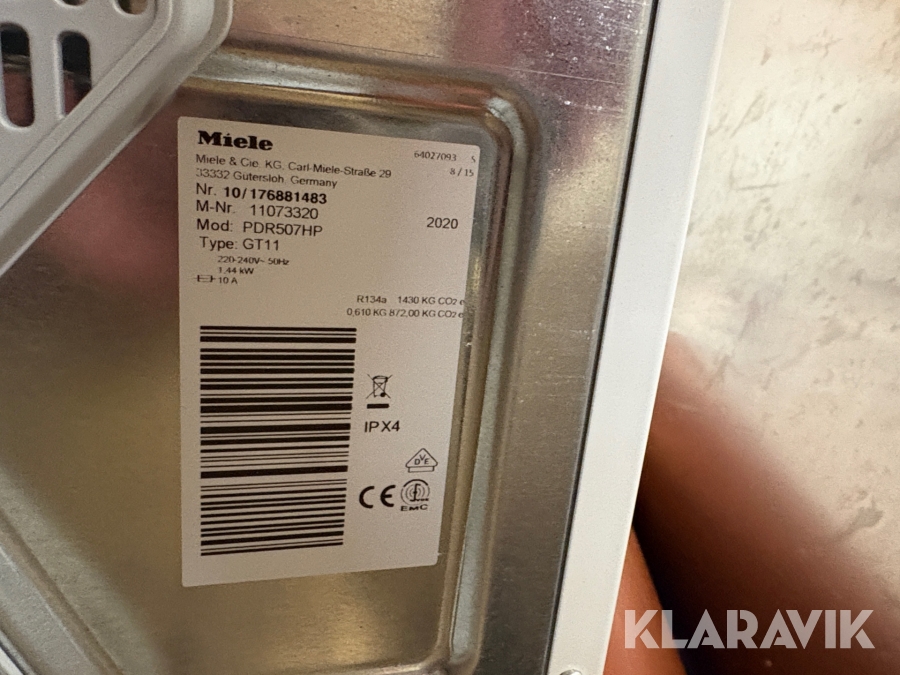 Miele
64027093 S
Miele & Cie. KG, Carl-Miele-Straße 29
8/15
33332 Gütersloh, Germany
Nr. 10/176881483
M-Nr. 11073320
2020
Mod: PDR507HP
Type: GT11
220-240V~ 50Hz
1,44 kW
10 A
R134a 1430 KG CO2 e
0,610 KG 872,00 KG CO2 e
IPX4
DVE
CE
EMC
KLARAVIK